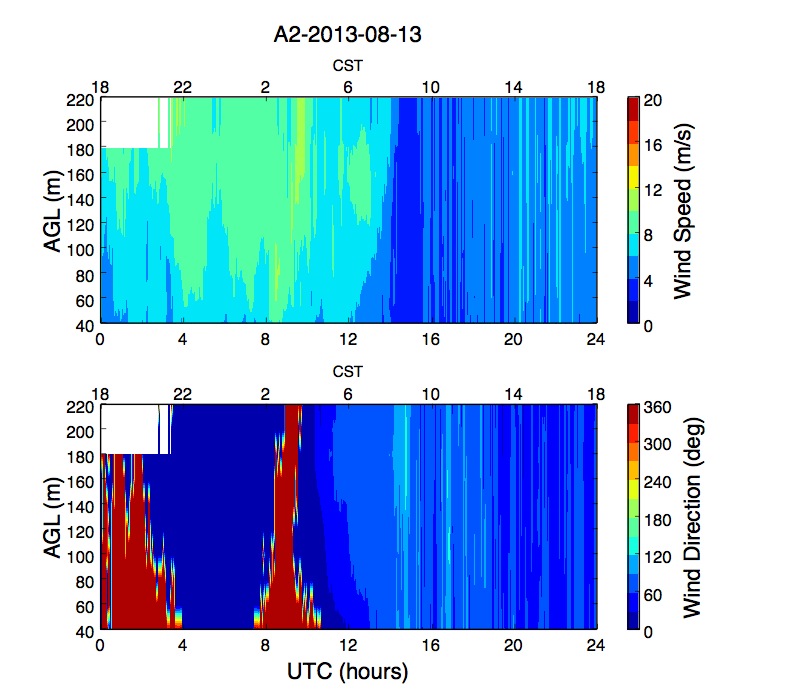 A2-2013-08-13
CST
18 22 2 6 10 14 18
220
200
180
160
140
120
100
80
60
40
AGL (m)
0 4 8 12 16 20 24
20
16
12
8
4
0
Wind Speed (m/s)
CST
18 22 2 6 10 14 18
220
200
180
160
140
120
100
80
60
40
AGL (m)
0 4 8 12 16 20 24
UTC (hours)
360
300
240
180
120
60
0
Wind Direction (deg)